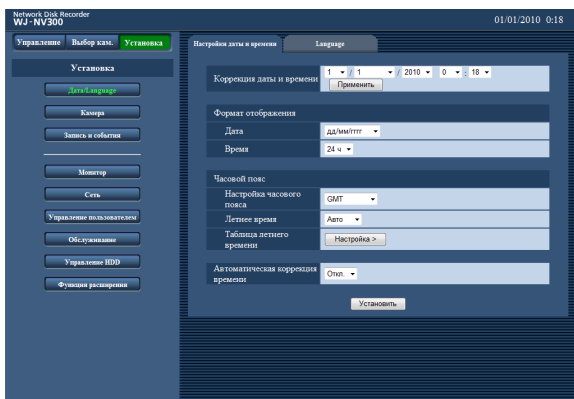 Network Disk Recorder
WJ-NV300
01/01/2010 0:18
Управление Выбор кам. Установка
Установка
Дата/Language
Камера
Запись и события
Монитор
Сеть
Управление пользователем
Обслуживание
Управление HDD
Функция расширения
Настройки даты и времени Language
Коррекция даты и времени 1 / 1 / 2010 0 : 18
Применить
Формат отображения
Дата дд/мм/гггг
Время 24 ч
Часовой пояс
Настройка часового
пояса GMT
Летнее время Авто
Таблица летнего
времени Настройка >
Автоматическая коррекция
времени Откл.
Установить